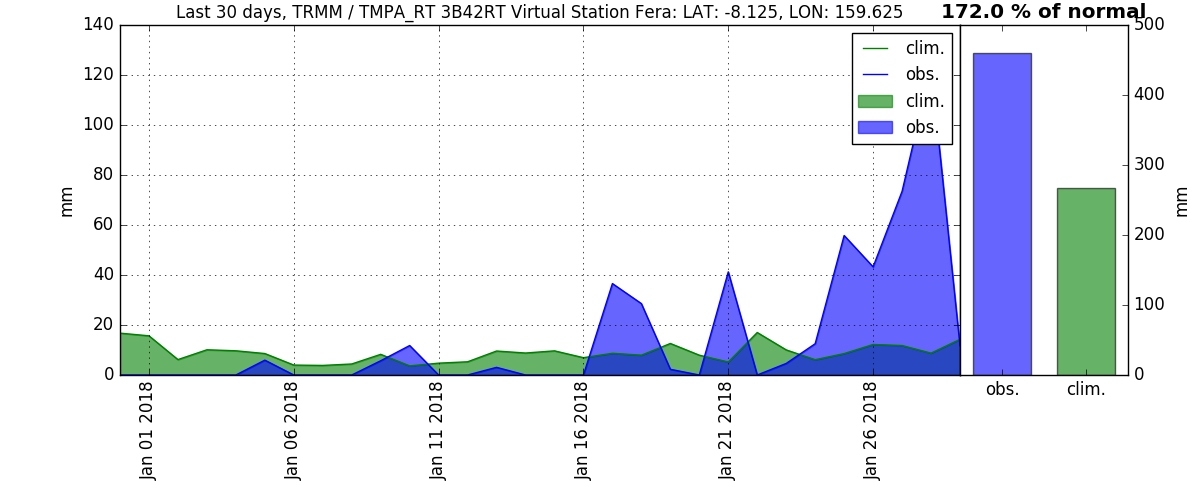 Last 30 days, TRMM / TMPA_RT 3B42RT Virtual Station Fera: LAT: -8.125, LON: 159.625
172.0 % of normal
mm
140
120
100
80
60
40
20
0
clim.
obs.
clim.
obs.
Jan 01 2018
Jan 06 2018
Jan 11 2018
Jan 16 2018
Jan 21 2018
Jan 26 2018
500
400
300
200
100
0
mm
obs.
clim.